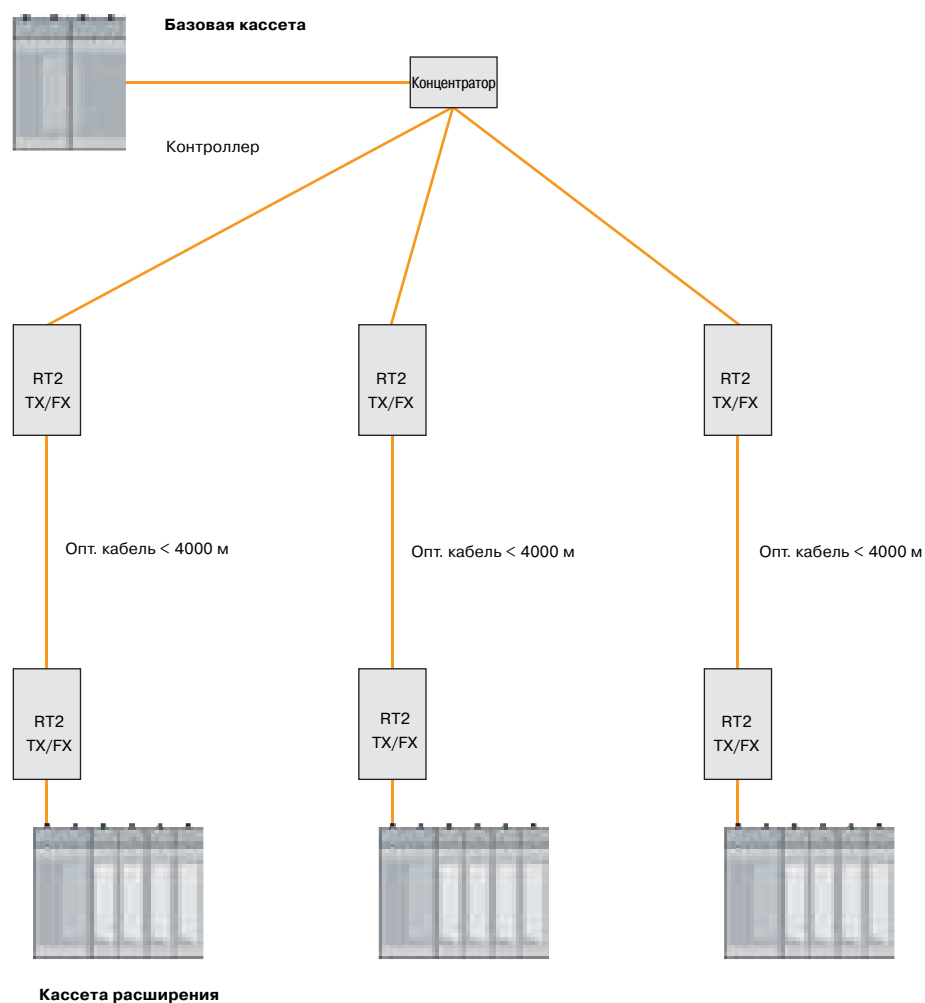 Базовая кассета
Концентратор
Контроллер
RT2
TX/FX
RT2
TX/FX
RT2
TX/FX
Опт. кабель < 4000 м
Опт. кабель < 4000 м
Опт. кабель < 4000 м
RT2
TX/FX
RT2
TX/FX
RT2
TX/FX
Кассета расширения